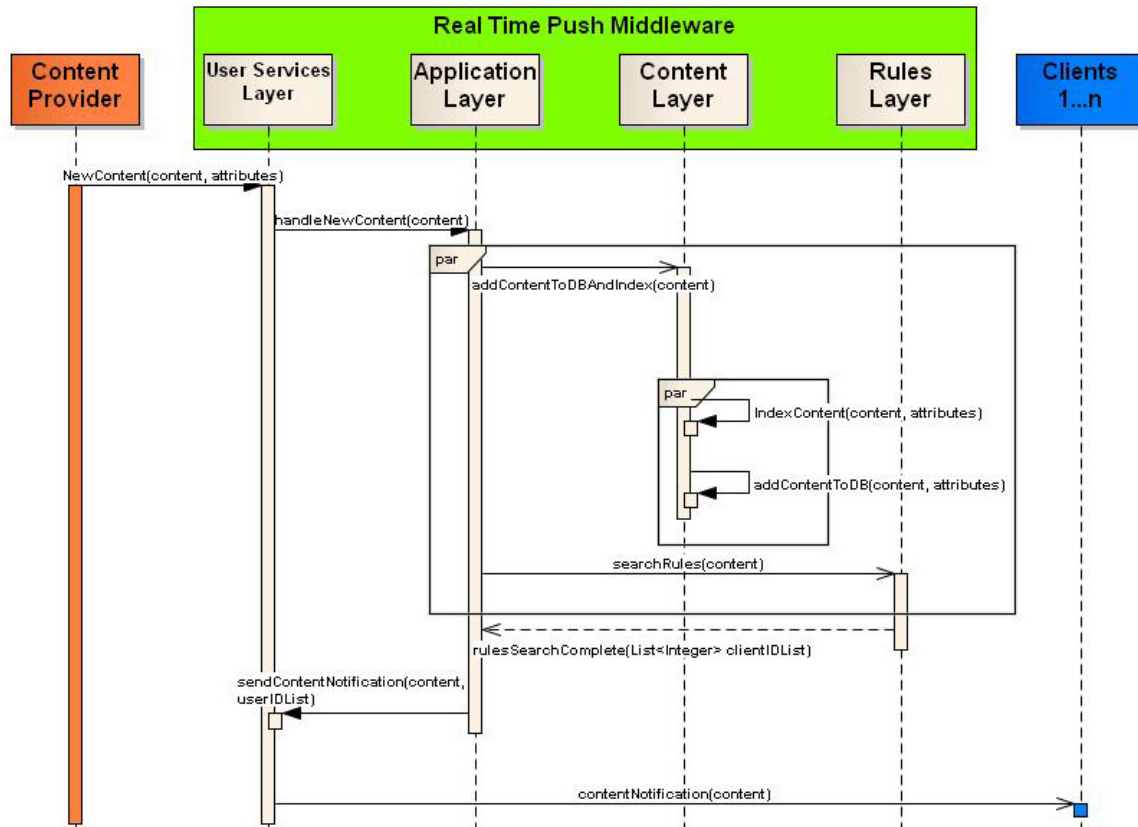 Real Time Push Middleware
Content
Provider
User Services
Layer
Application
Layer
Content
Layer
Rules
Layer
Clients
1...n
NewContent(content, attributes)
handleNewContent(content)
par
addContentToDBAndIndex(content)
par
IndexContent(content, attributes)
addContentToDB(content, attributes)
searchRules(content)
rulesSearchComplete(List<Integer> clientIDList)
sendContentNotification(content,
userIDList)
contentNotification(content)